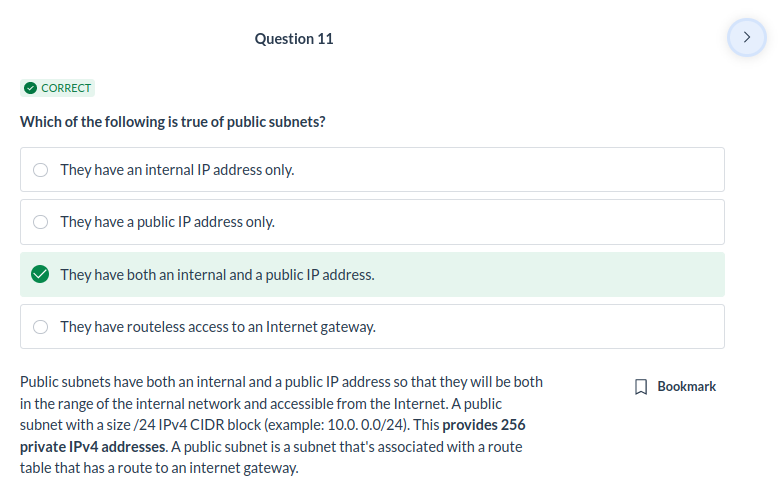 Question 11
CORRECT
Which of the following is true of public subnets?
They have an internal IP address only.
They have a public IP address only.
They have both an internal and a public IP address.
They have routeless access to an Internet gateway.
Public subnets have both an internal and a public IP address so that they will be both
in the range of the internal network and accessible from the Internet. A public
subnet with a size /24 IPv4 CIDR block (example: 10.0. 0.0/24). This provides 256
private IPv4 addresses. A public subnet is a subnet that's associated with a route
table that has a route to an internet gateway.
Bookmark